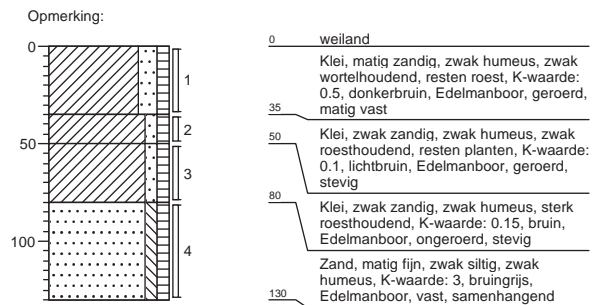 Opmerking:
0
50
100
1
2
3
4
0 weiland
Klei, matig zandig, zwak humeus, zwak
wortelhoudend, resten roest, K-waarde:
0.5, donkerbruin, Edelmanboor, geroerd,
matig vast
35
Klei, zwak zandig, zwak humeus, zwak
roesthoudend, resten planten, K-waarde:
0.1, lichtbruin, Edelmanboor, geroerd,
stevig
50
Klei, zwak zandig, zwak humeus, sterk
roesthoudend, K-waarde: 0.15, bruin,
Edelmanboor, ongeroerd, stevig
80
Zand, matig fijn, zwak siltig, zwak
humeus, K-waarde: 3, bruingrijs,
Edelmanboor, vast, samenhangend
130